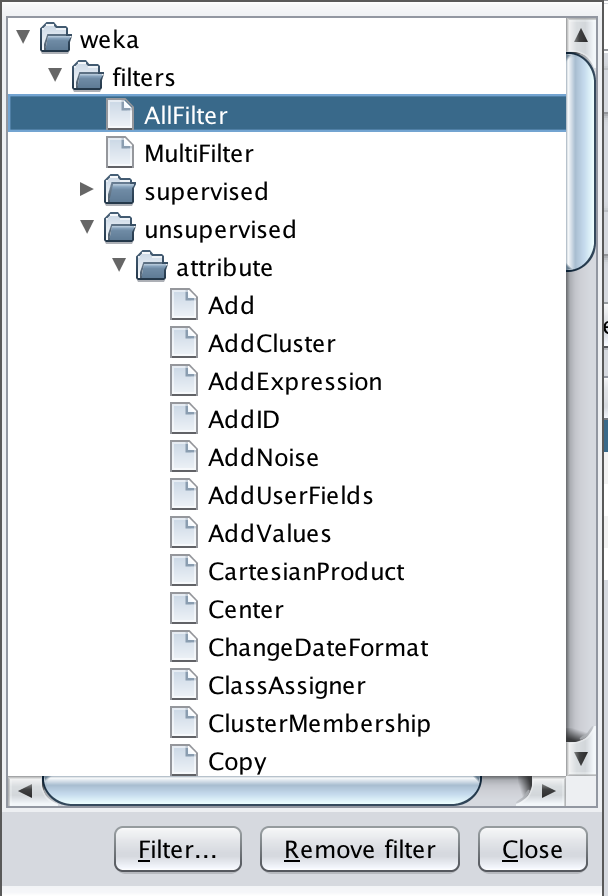 weka
filters
AllFilter
MultiFilter
supervised
unsupervised
attribute
Add
AddCluster
AddExpression
AddID
AddNoise
AddUserFields
AddValues
CartesianProduct
Center
ChangeDateFormat
ClassAssigner
ClusterMembership
Copy
Filter... Remove filter Close